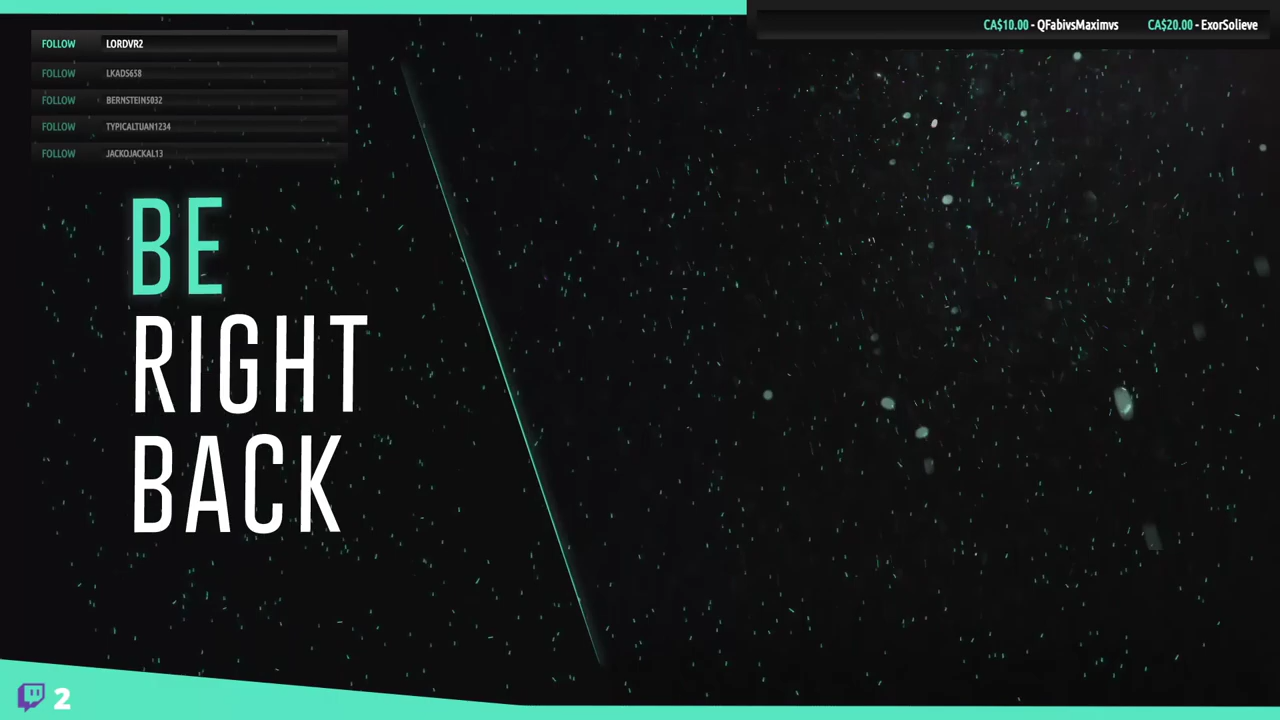 CA$10.00 - QFabivsMaximvs CA$20.00 - ExorSolieve
FOLLOW LORDVR2
FOLLOW LKADS658
FOLLOW BERNSTEIN5032
FOLLOW TYPICALTUAN1234
FOLLOW JACKOJACKAL13
BE
RIGHT
BACK
2